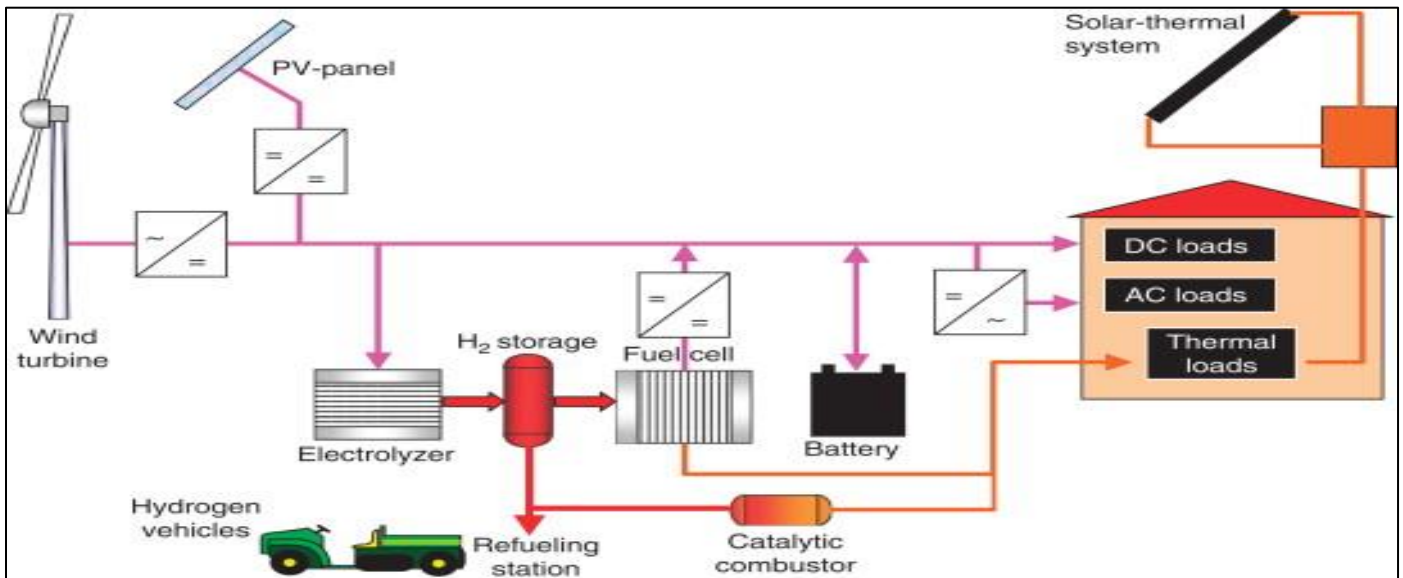 Solar-thermal
system
PV-panel
=
=
~
=
DC loads
=
=
=
~
AC loads
Wind
turbine
H₂ storage
Fuel cell
Thermal
loads
Electrolyzer
Battery
Hydrogen
vehicles
Refueling
station
Catalytic
combustor